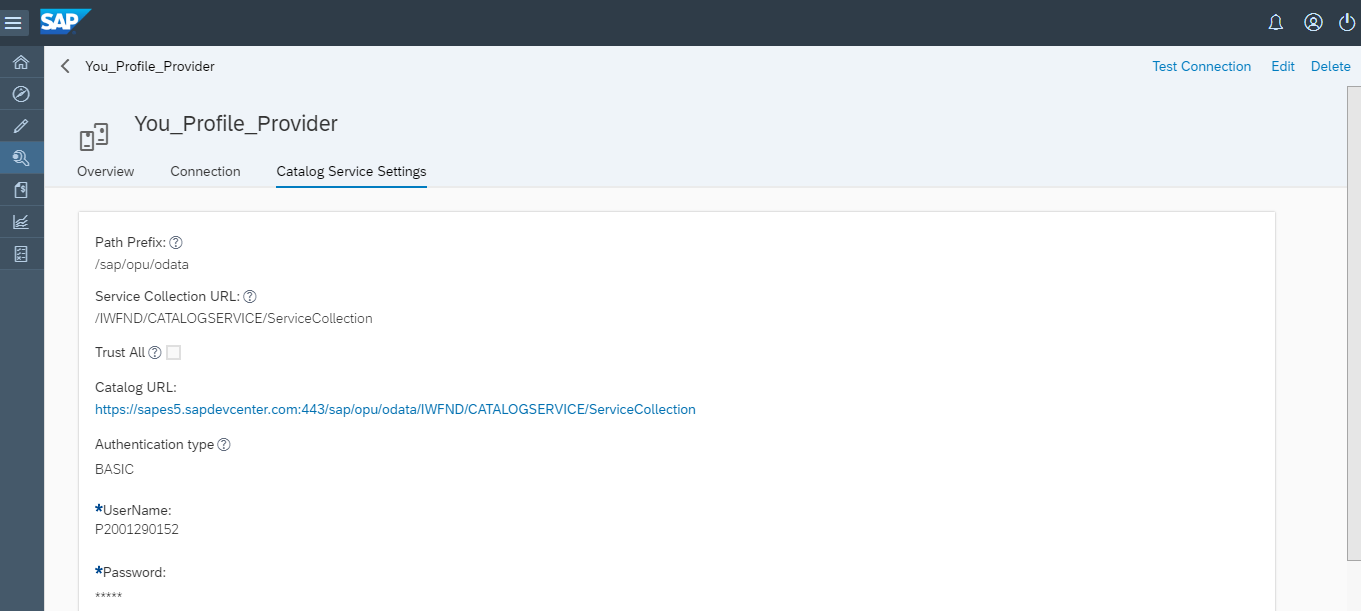 SAP
You_Profile_Provider
Test Connection Edit Delete
You_Profile_Provider
Overview Connection Catalog Service Settings
Path Prefix:
/sap/opu/odata
Service Collection URL:
/IWFND/CATALOGSERVICE/ServiceCollection
Trust All
Catalog URL:
https://sapes5.sapdevcenter.com:443/sap/opu/odata/IWFND/CATALOGSERVICE/ServiceCollection
Authentication type
BASIC
*UserName:
P2001290152
*Password:
*****